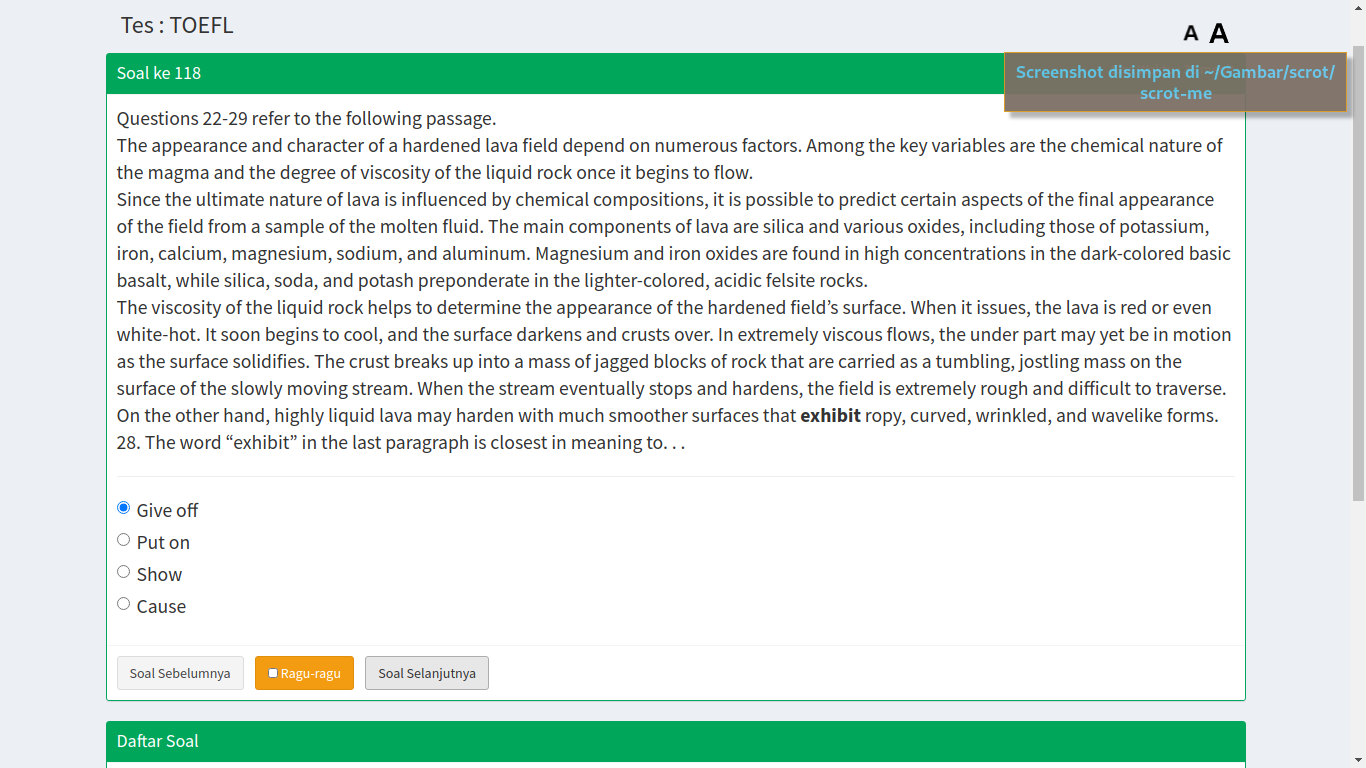 Tes : TOEFL
A A
Soal ke 118
Screenshot disimpan di ~/Gambar/scrot/
scrot-me
Questions 22-29 refer to the following passage.
The appearance and character of a hardened lava field depend on numerous factors. Among the key variables are the chemical nature of
the magma and the degree of viscosity of the liquid rock once it begins to flow.
Since the ultimate nature of lava is influenced by chemical compositions, it is possible to predict certain aspects of the final appearance
of the field from a sample of the molten fluid. The main components of lava are silica and various oxides, including those of potassium,
iron, calcium, magnesium, sodium, and aluminum. Magnesium and iron oxides are found in high concentrations in the dark-colored basic
basalt, while silica, soda, and potash preponderate in the lighter-colored, acidic felsite rocks.
The viscosity of the liquid rock helps to determine the appearance of the hardened field’s surface. When it issues, the lava is red or even
white-hot. It soon begins to cool, and the surface darkens and crusts over. In extremely viscous flows, the under part may yet be in motion
as the surface solidifies. The crust breaks up into a mass of jagged blocks of rock that are carried as a tumbling, jostling mass on the
surface of the slowly moving stream. When the stream eventually stops and hardens, the field is extremely rough and difficult to traverse.
On the other hand, highly liquid lava may harden with much smoother surfaces that exhibit ropy, curved, wrinkled, and wavelike forms.
28. The word “exhibit” in the last paragraph is closest in meaning to. . .
Give off
Put on
Show
Cause
Soal Sebelumnya Ragu-ragu Soal Selanjutnya
Daftar Soal